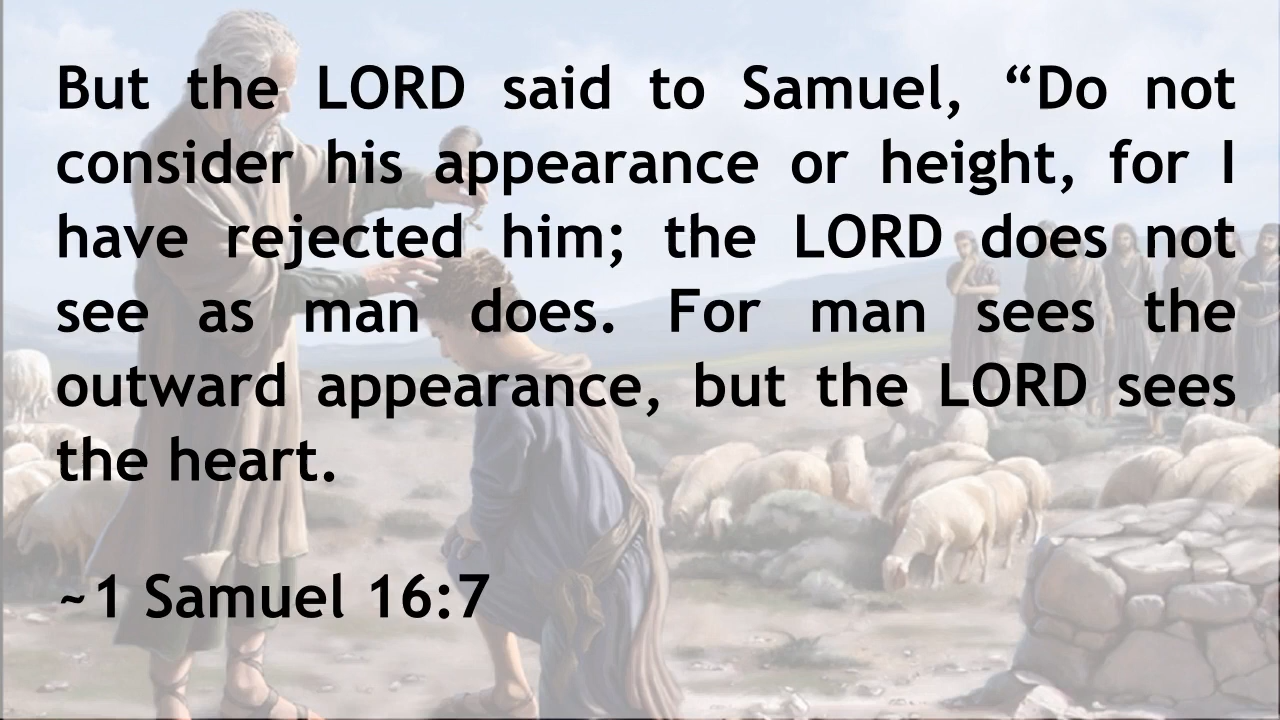 But the LORD said to Samuel, “Do not
consider his appearance or height, for I
have rejected him; the LORD does not
see as man does. For man sees the
outward appearance, but the LORD sees
the heart.
~1 Samuel 16:7